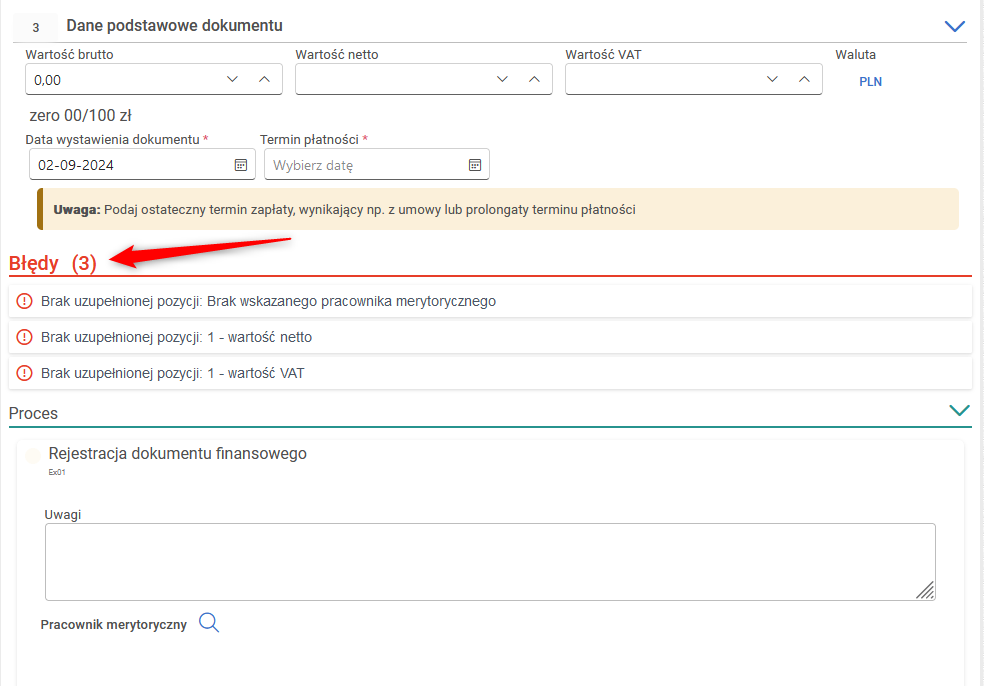 3 Dane podstawowe dokumentu
Wartość brutto Wartość netto Wartość VAT Waluta
0,00 PLN
zero 00/100 zł
Data wystawienia dokumentu * Termin płatności *
02-09-2024 Wybierz datę
Uwaga: Podaj ostateczny termin zapłaty, wynikający np. z umowy lub prolongaty terminu płatności
Błędy (3)
Brak uzupełnionej pozycji: Brak wskazanego pracownika merytorycznego
Brak uzupełnionej pozycji: 1 - wartość netto
Brak uzupełnionej pozycji: 1 - wartość VAT
Proces
Rejestracja dokumentu finansowego
Ex01
Uwagi
Pracownik merytoryczny